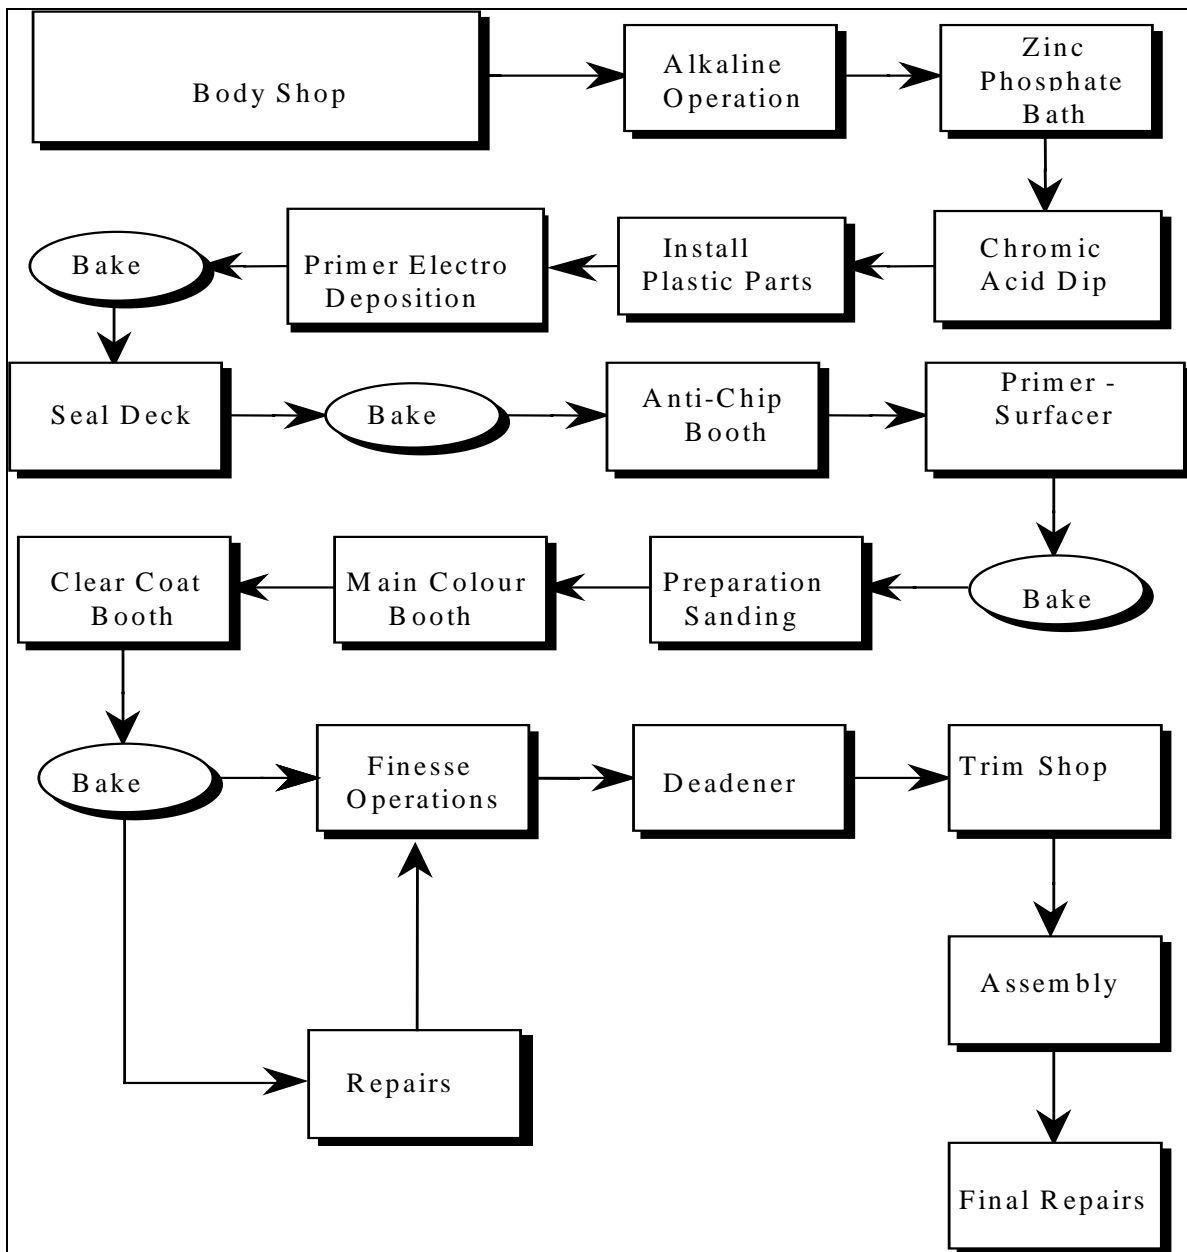 Body Shop
Alkaline
Operation
Zinc
Phosphate
Bath
Bake
Primer Electro
Deposition
Install
Plastic Parts
Chromic
Acid Dip
Seal Deck
Bake
Anti-Chip
Booth
Primer -
Surfacer
Clear Coat
Booth
Main Colour
Booth
Preparation
Sanding
Bake
Bake
Finesse
Operations
Deadener
Trim Shop
Assembly
Repairs
Final Repairs